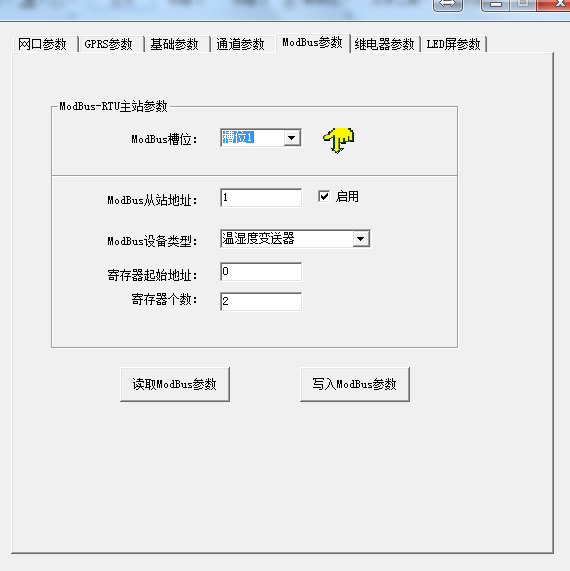 网口参数 GPRS参数 基础参数 通道参数 ModBus参数 继电器参数 LED屏参数
ModBus-RTU主站参数
ModBus槽位： 槽位1
ModBus从站地址： 1 启用
ModBus设备类型： 温湿度变送器
寄存器起始地址： 0
寄存器个数： 2
读取ModBus参数 写入ModBus参数